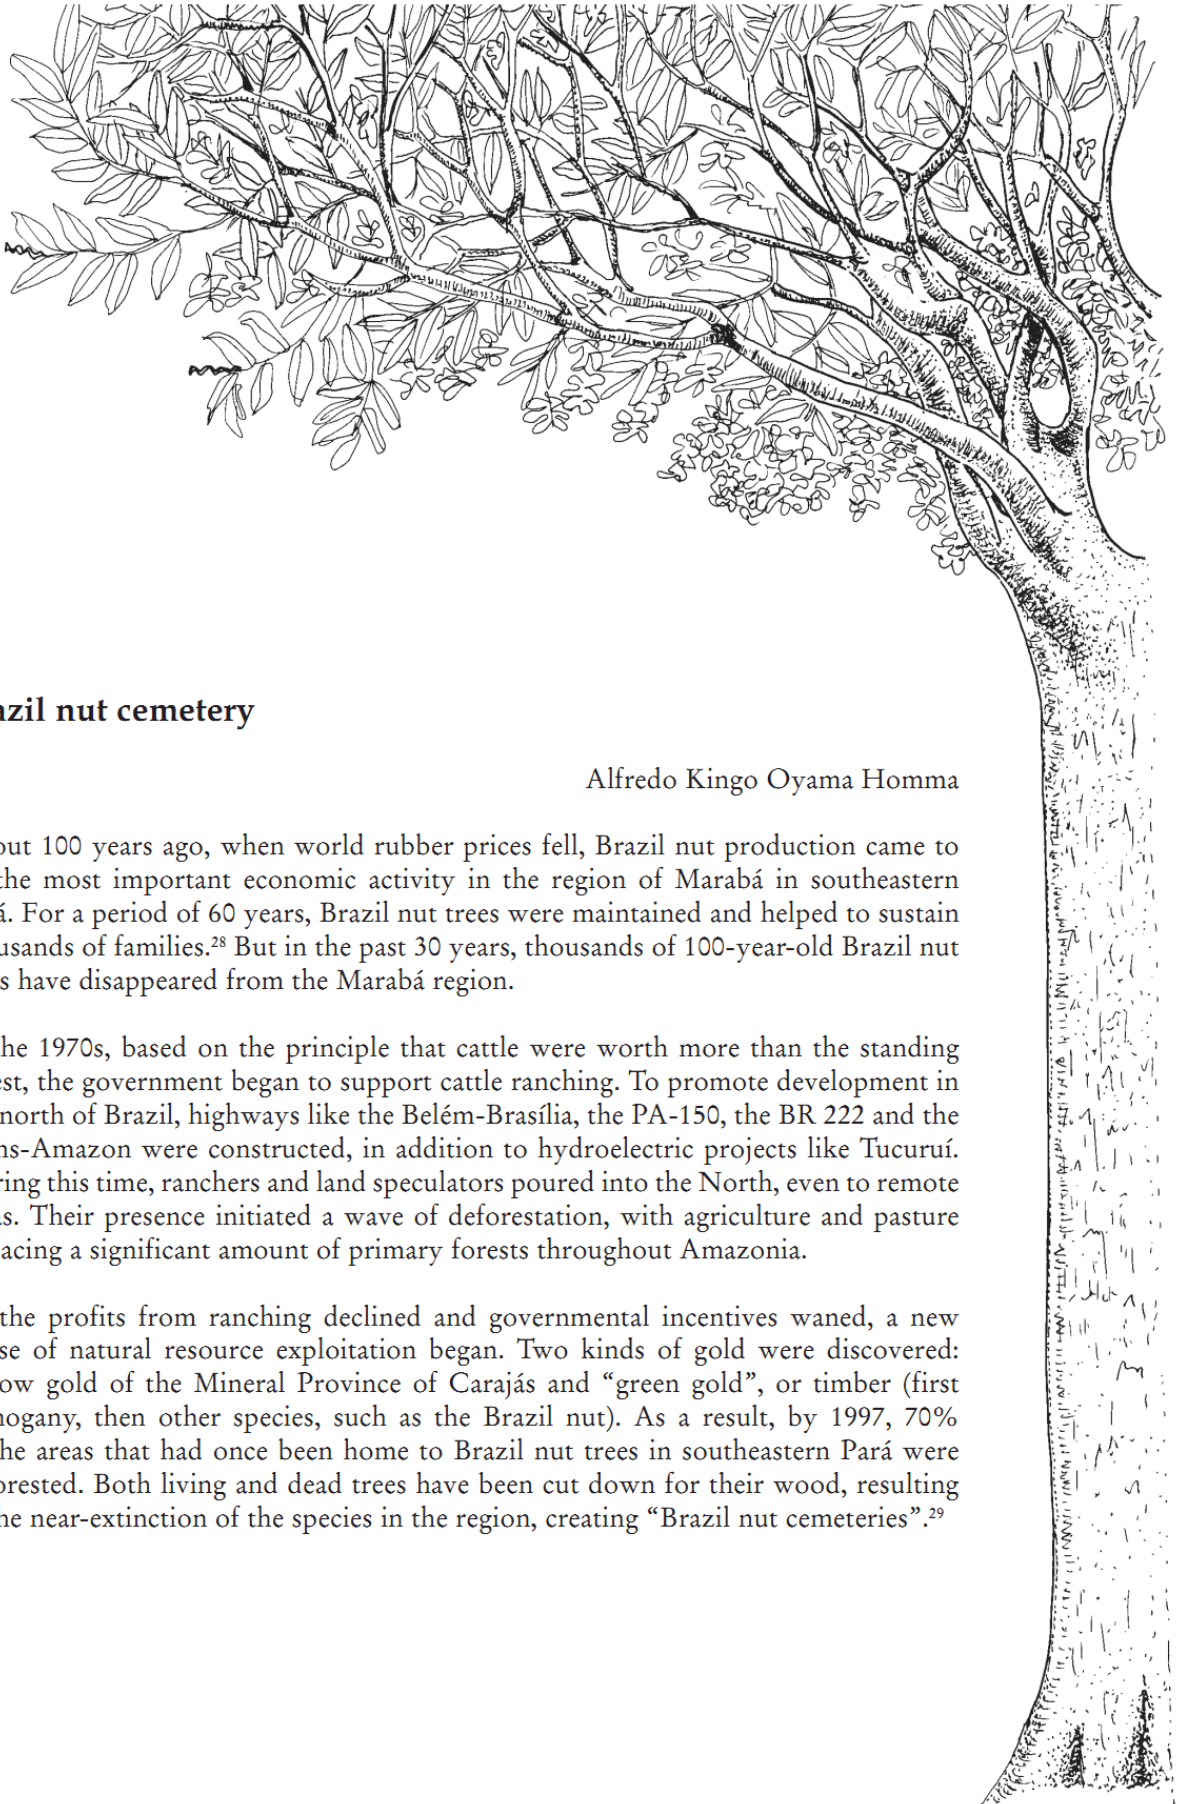 azil nut cemetery
Alfredo Kingo Oyama Homma
out 100 years ago, when world rubber prices fell, Brazil nut production came to
the most important economic activity in the region of Marabá in southeastern
á. For a period of 60 years, Brazil nut trees were maintained and helped to sustain
usands of families.28 But in the past 30 years, thousands of 100-year-old Brazil nut
s have disappeared from the Marabá region.
he 1970s, based on the principle that cattle were worth more than the standing
est, the government began to support cattle ranching. To promote development in
north of Brazil, highways like the Belém-Brasília, the PA-150, the BR 222 and the
ns-Amazon were constructed, in addition to hydroelectric projects like Tucuruí.
ring this time, ranchers and land speculators poured into the North, even to remote
as. Their presence initiated a wave of deforestation, with agriculture and pasture
lacing a significant amount of primary forests throughout Amazonia.
the profits from ranching declined and governmental incentives waned, a new
se of natural resource exploitation began. Two kinds of gold were discovered:
ow gold of the Mineral Province of Carajás and “green gold”, or timber (first
hogany, then other species, such as the Brazil nut). As a result, by 1997, 70%
he areas that had once been home to Brazil nut trees in southeastern Pará were
orested. Both living and dead trees have been cut down for their wood, resulting
he near-extinction of the species in the region, creating “Brazil nut cemeteries”.29